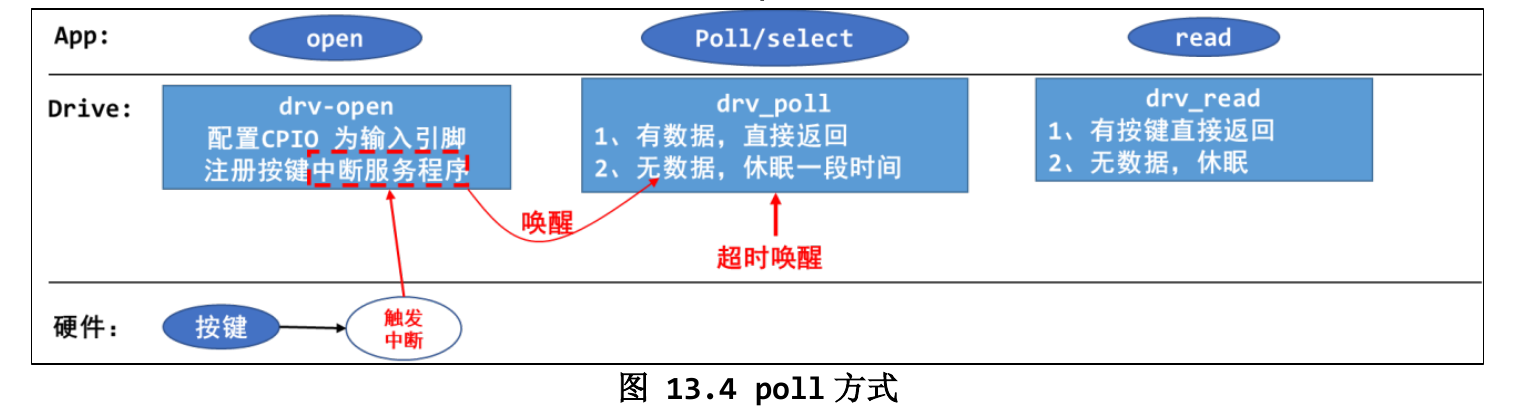 App:
open
Poll/select
read
Drive:
drv-open
配置CPIO 为输入引脚
注册按键中断服务程序
drv_poll
1、有数据，直接返回
2、无数据，休眠一段时间
drv_read
1、有按键直接返回
2、无数据，休眠
唤醒
超时唤醒
硬件：
按键
触发
中断
图 13.4 poll 方式